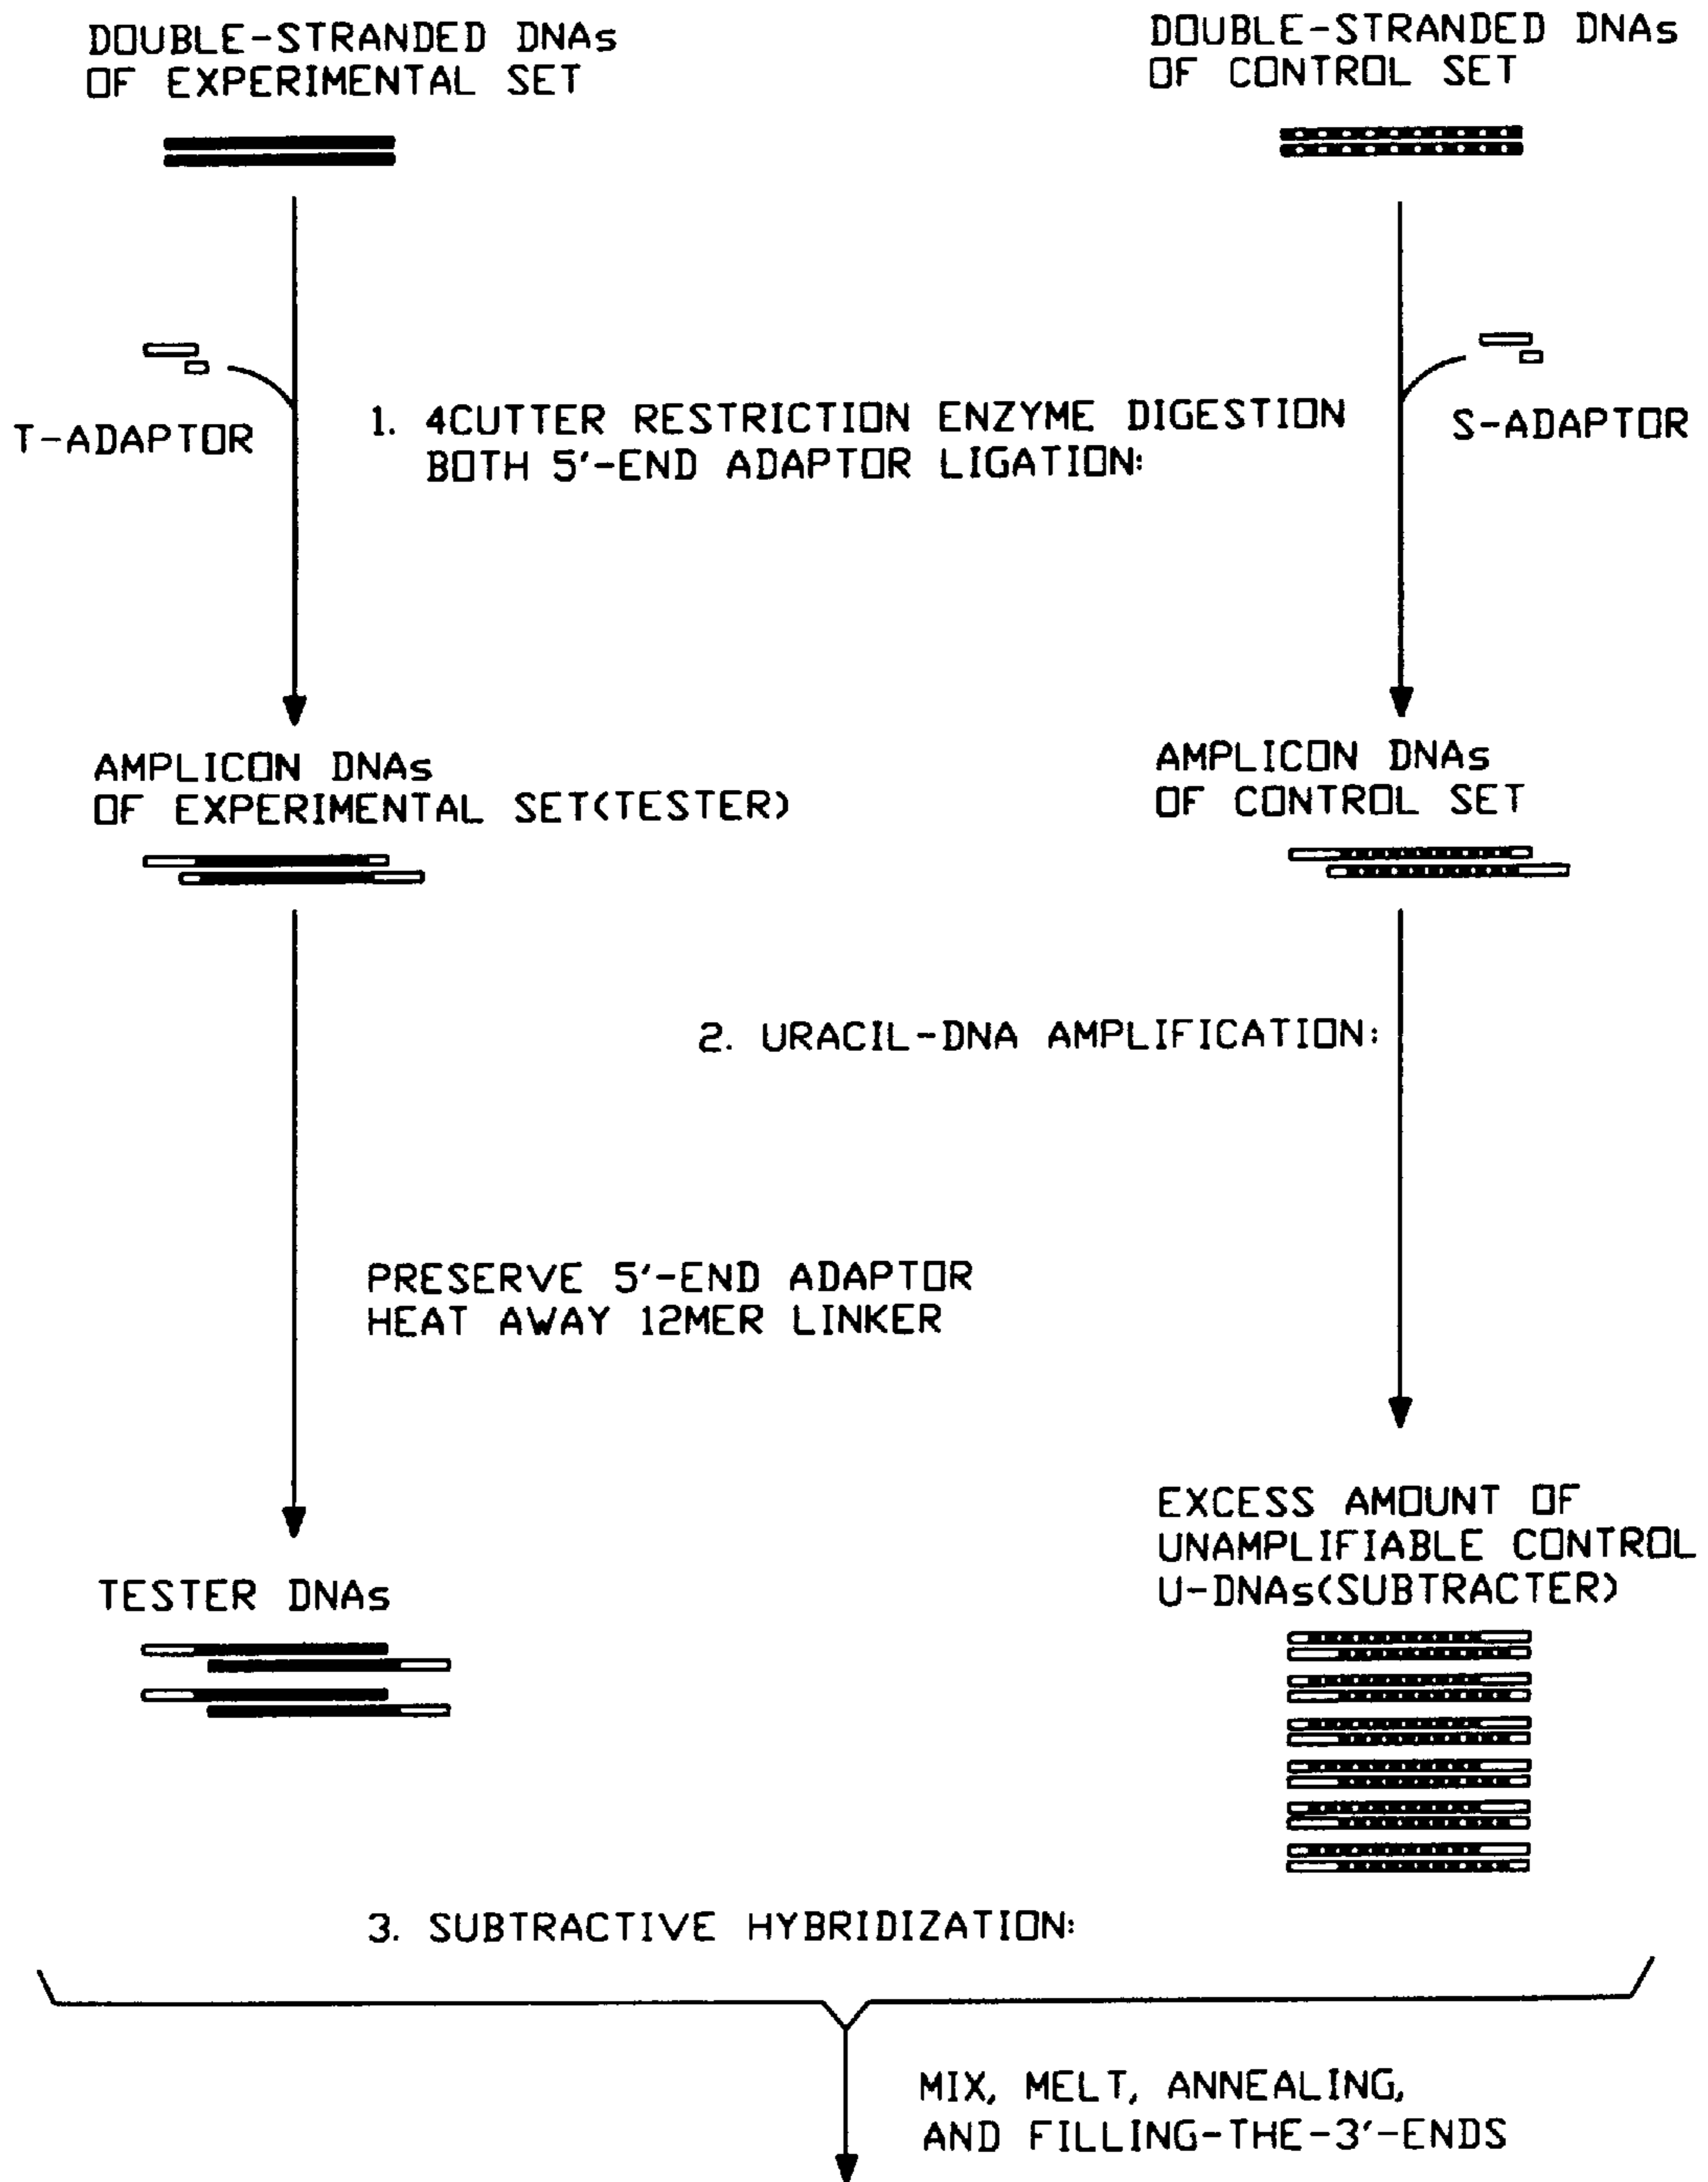 DOUBLE-STRANDED DNAs
OF EXPERIMENTAL SET
DOUBLE-STRANDED DNAs
OF CONTROL SET
T-ADAPTOR
1. 4CUTTER RESTRICTION ENZYME DIGESTION
BOTH 5'-END ADAPTOR LIGATION:
S-ADAPTOR
AMPLICON DNAs
OF EXPERIMENTAL SET(TESTER)
AMPLICON DNAs
OF CONTROL SET
2. URACIL-DNA AMPLIFICATION:
PRESERVE 5'-END ADAPTOR
HEAT AWAY 12MER LINKER
TESTER DNAs
EXCESS AMOUNT OF
UNAMPLIFIABLE CONTROL
U-DNAs(SUBTRACTER)
3. SUBTRACTIVE HYBRIDIZATION:
MIX, MELT, ANNEALING,
AND FILLING-THE-3'-ENDS